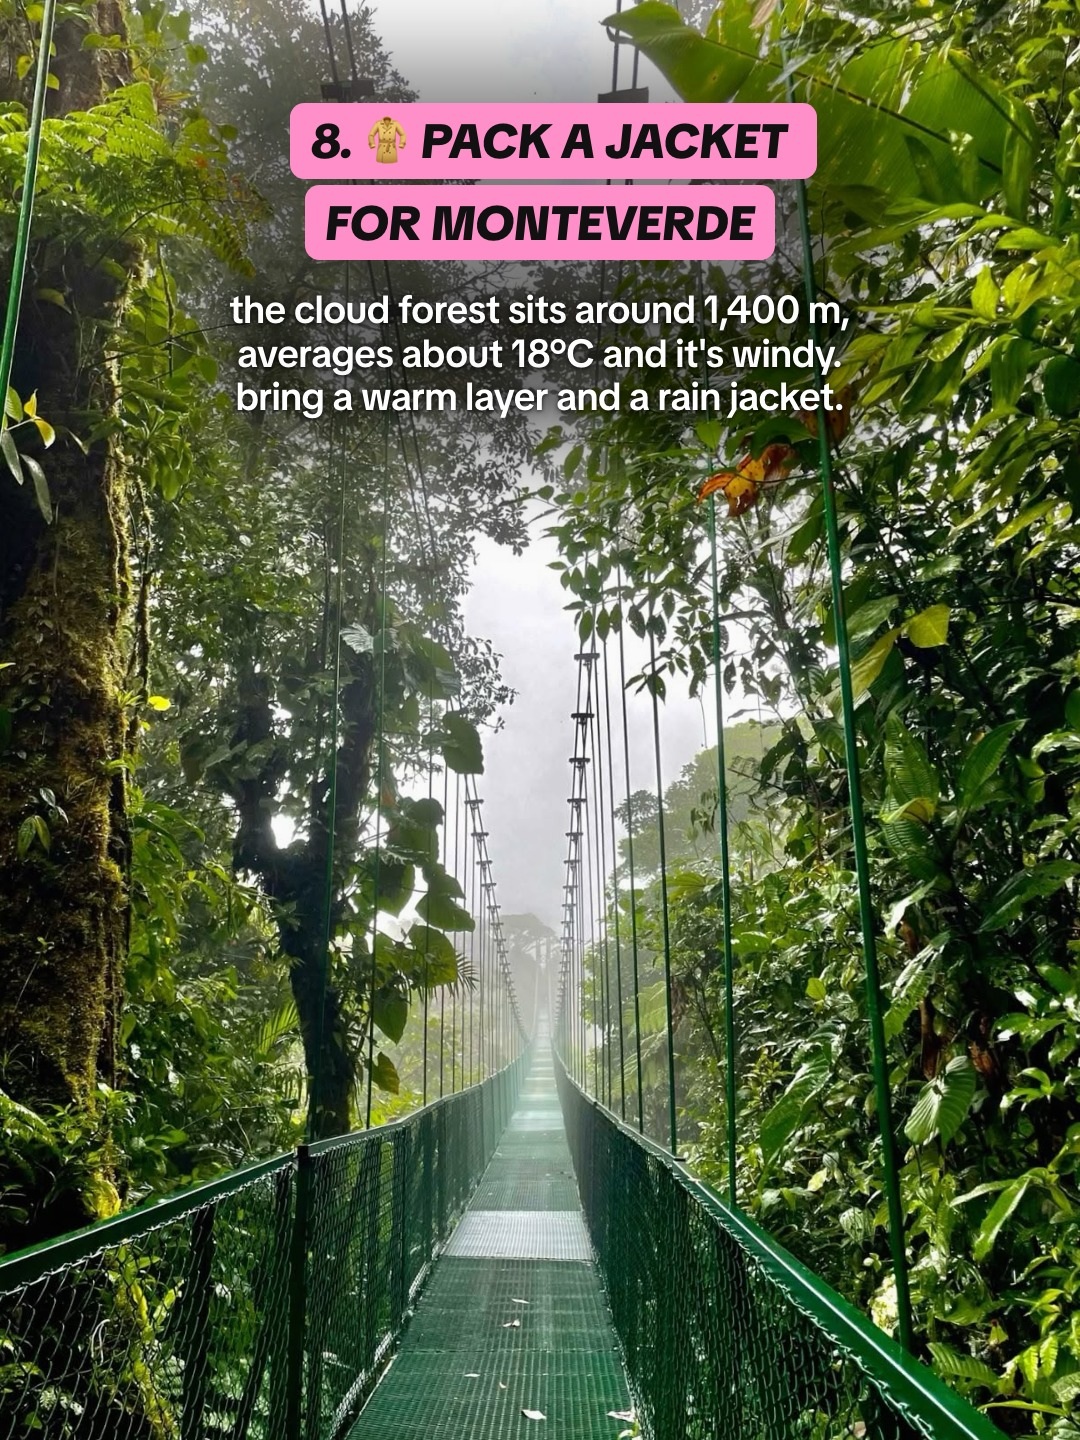 8. 🧥 PACK A JACKET
FOR MONTEVERDE
the cloud forest sits around 1,400 m,
averages about 18ºC and it's windy.
bring a warm layer and a rain jacket.